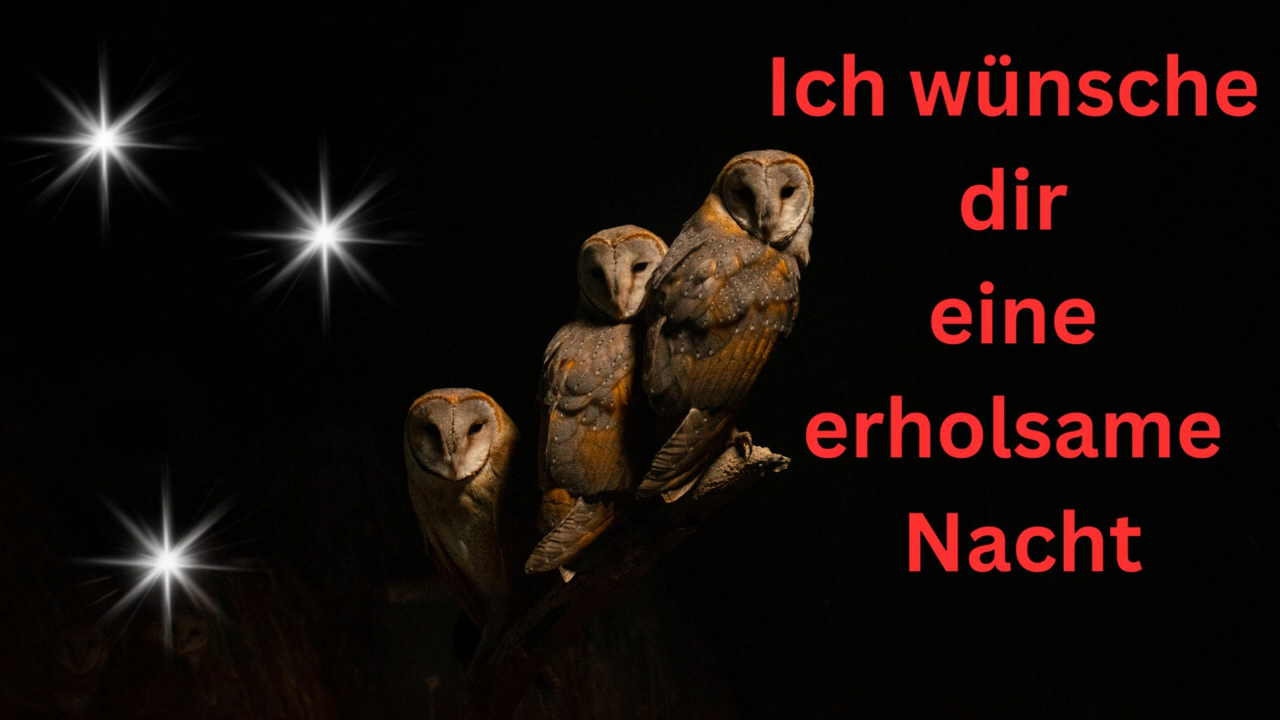 Ich wünsche
dir
eine
erholsame
Nacht